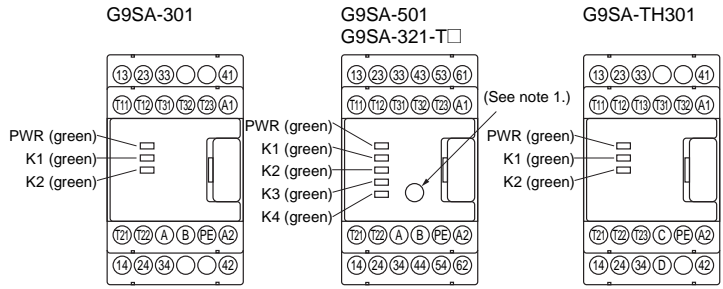 G9SA-301
13 23 33 41
T11 T12 T31 T32 T23 A1
PWR (green)
K1 (green)
K2 (green)
T21 T22 A B PE A2
14 24 34 42
G9SA-501
G9SA-321-T□
13 23 33 43 53 61
T11 T12 T31 T32 T23 A1
(See note 1.)
PWR (green)
K1 (green)
K2 (green)
K3 (green)
K4 (green)
T21 T22 A B PE A2
14 24 34 44 54 62
G9SA-TH301
13 23 33 41
T11 T12 T13 T31 T32 A1
PWR (green)
K1 (green)
K2 (green)
T21 T22 T23 C PE A2
14 24 34 D 42